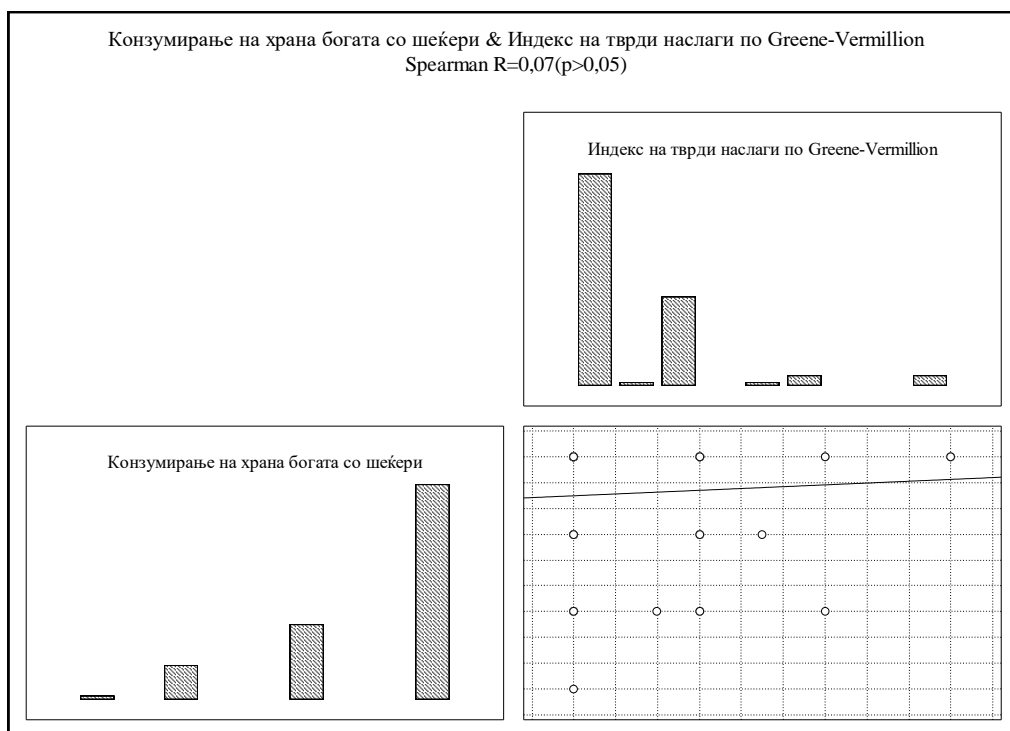 Конзумирање на храна богата со шеќери & Индекс на тврди наслаги по Greene-Vermillion
Spearman R=0,07(p>0,05)
Индекс на тврди наслаги по Greene-Vermillion
Конзумирање на храна богата со шеќери